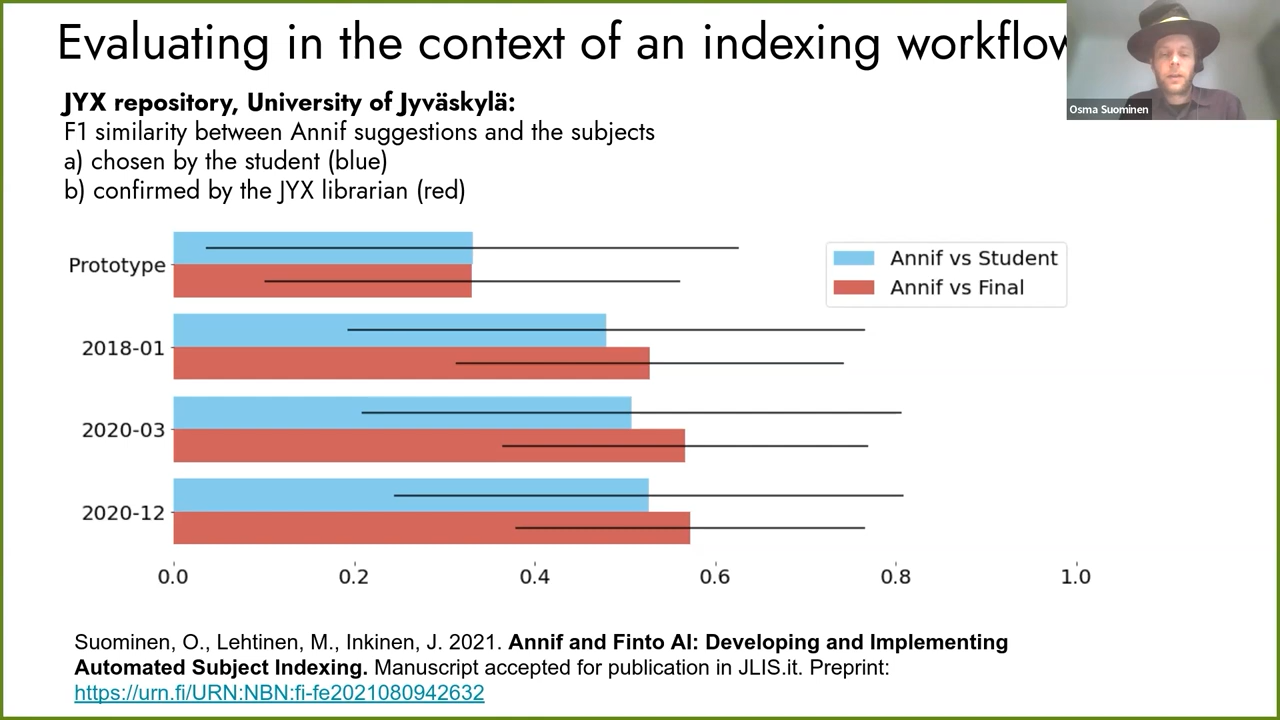 Evaluating in the context of an indexing workflow
Osma Suominen
JYX repository, University of Jyväskylä:
F1 similarity between Annif suggestions and the subjects
a) chosen by the student (blue)
b) confirmed by the JYX librarian (red)
Annif vs Student
Annif vs Final
Prototype
2018-01
2020-03
2020-12
0.0 0.2 0.4 0.6 0.8 1.0
Suominen, O., Lehtinen, M., Inkinen, J. 2021. Annif and Finto AI: Developing and Implementing
Automated Subject Indexing. Manuscript accepted for publication in JLIS.it. Preprint:
https://urn.fi/URN:NBN:fi-fe2021080942632